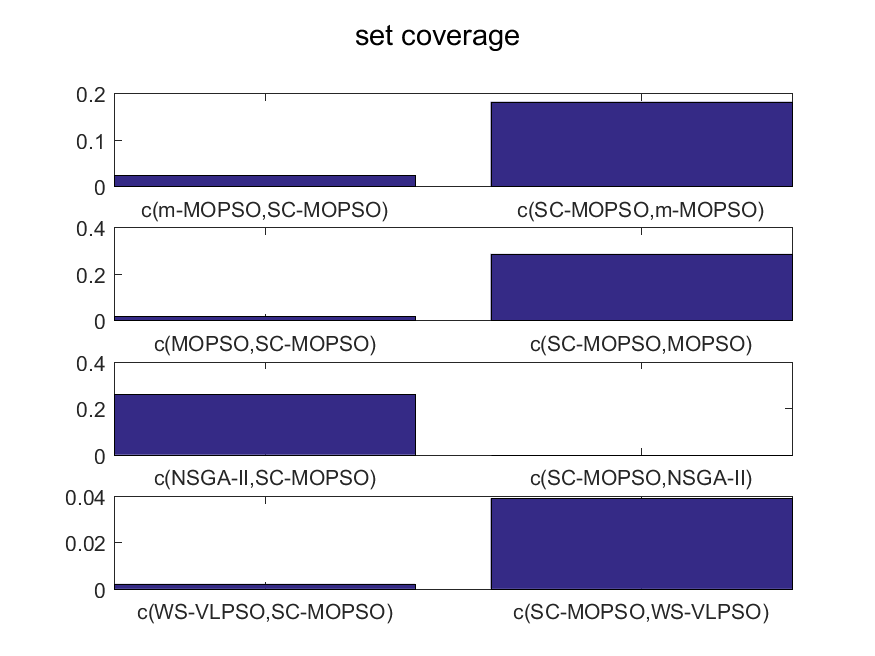 set coverage
0.2
0.1
0
c(m-MOPSO,SC-MOPSO) c(SC-MOPSO,m-MOPSO)
0.4
0.2
0
c(MOPSO,SC-MOPSO) c(SC-MOPSO,MOPSO)
0.4
0.2
0
c(NSGA-II,SC-MOPSO) c(SC-MOPSO,NSGA-II)
0.04
0.02
0
c(WS-VLPSO,SC-MOPSO) c(SC-MOPSO,WS-VLPSO)